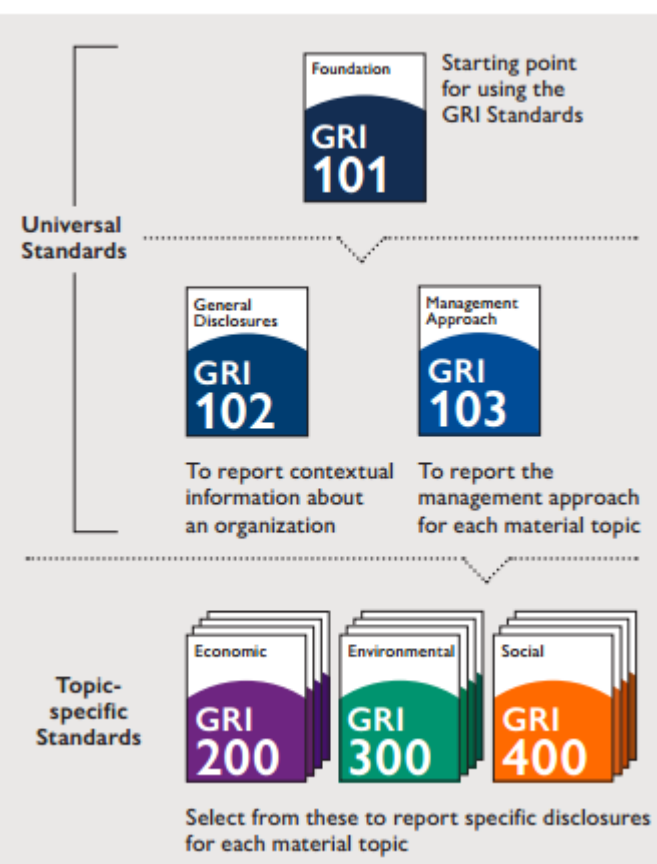 Foundation
GRI
101
Starting point
for using the
GRI Standards
Universal
Standards
General
Disclosures
GRI
102
To report contextual
information about
an organization
Management
Approach
GRI
103
To report the
management approach
for each material topic
Topic-
specific
Standards
Economic
GRI
200
Environmental
GRI
300
Social
GRI
400
Select from these to report specific disclosures
for each material topic